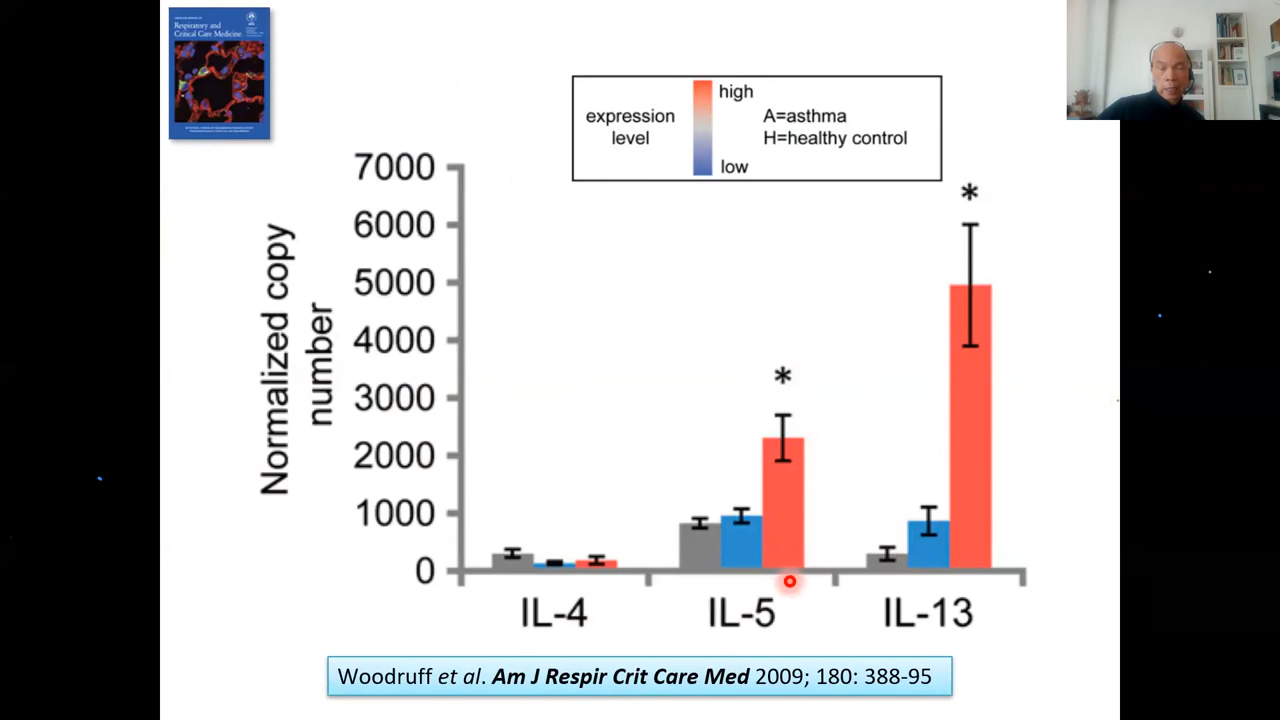 Respiratory and
Critical Care Medicine
expression
level
high
low
A=asthma
H=healthy control
Normalized copy
number
7000
6000
5000
4000
3000
2000
1000
0
*
*
IL-4
IL-5
IL-13
Woodruff et al. Am J Respir Crit Care Med 2009; 180: 388-95